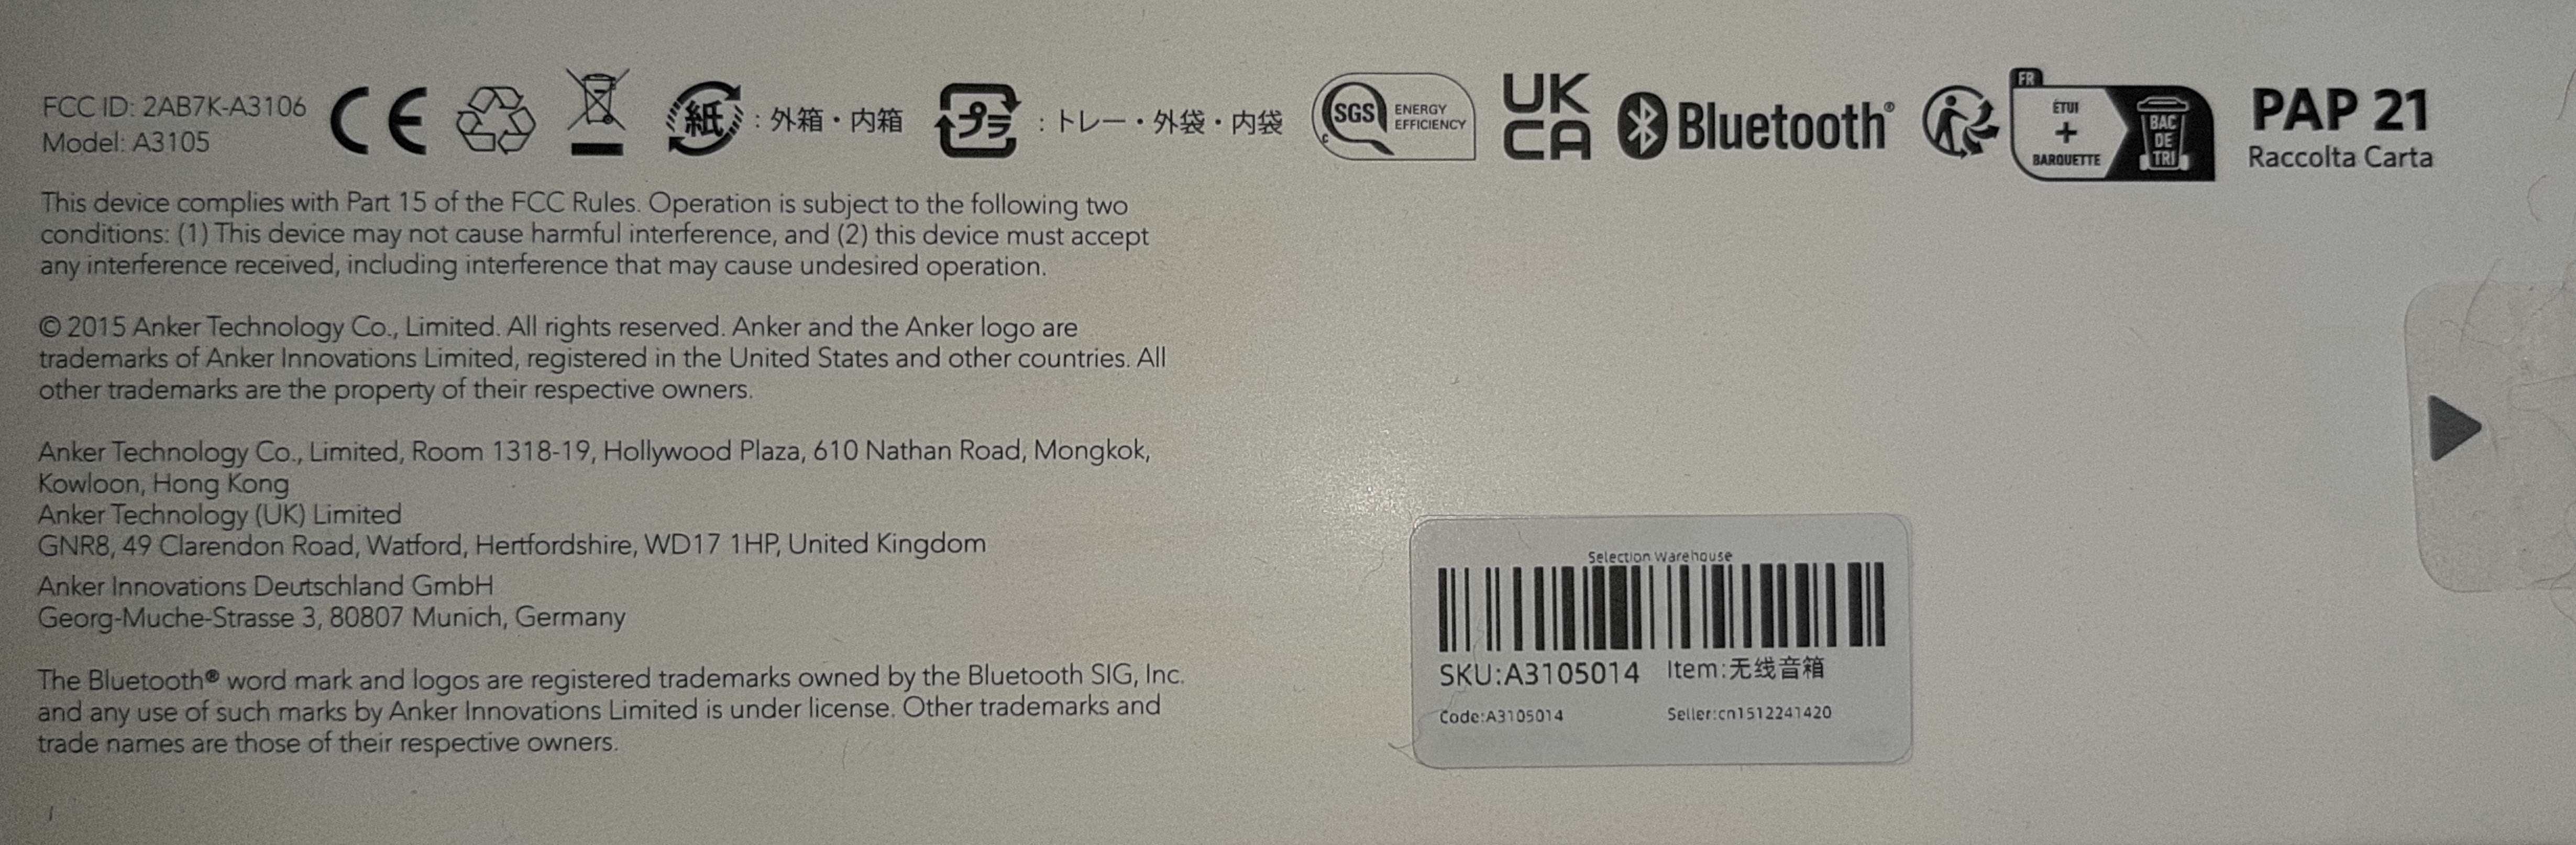 FCC ID: 2AB7K-A3106
Model: A3105
CE
紙 : 外箱・内箱
プラ : トレー・外袋・内袋
SGS ENERGY EFFICIENCY
C
UK
CA
Bluetooth®
FR
ÉTUI
+
BARQUETTE
BAC
DE
TRI
PAP 21
Raccolta Carta
This device complies with Part 15 of the FCC Rules. Operation is subject to the following two
conditions: (1) This device may not cause harmful interference, and (2) this device must accept
any interference received, including interference that may cause undesired operation.
© 2015 Anker Technology Co., Limited. All rights reserved. Anker and the Anker logo are
trademarks of Anker Innovations Limited, registered in the United States and other countries. All
other trademarks are the property of their respective owners.
Anker Technology Co., Limited, Room 1318-19, Hollywood Plaza, 610 Nathan Road, Mongkok,
Kowloon, Hong Kong
Anker Technology (UK) Limited
GNR8, 49 Clarendon Road, Watford, Hertfordshire, WD17 1HP, United Kingdom
Anker Innovations Deutschland GmbH
Georg-Muche-Strasse 3, 80807 Munich, Germany
The Bluetooth® word mark and logos are registered trademarks owned by the Bluetooth SIG, Inc.
and any use of such marks by Anker Innovations Limited is under license. Other trademarks and
trade names are those of their respective owners.
Selection Warehouse
SKU:A3105014 Item:无线音箱
Code:A3105014 Seller:cn1512241420